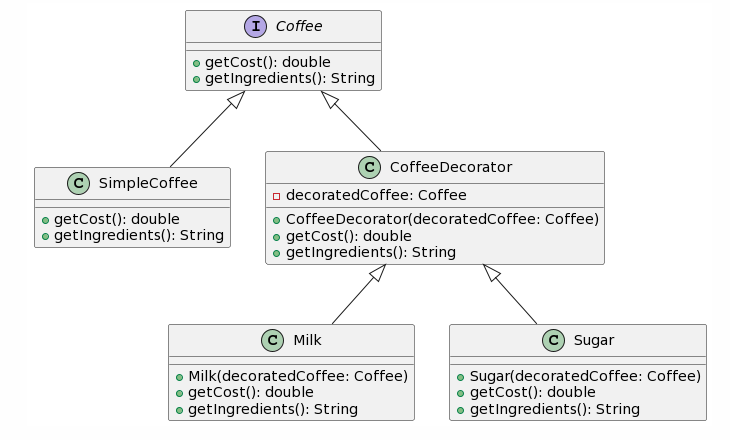 I Coffee
getCost(): double
getIngredients(): String
C SimpleCoffee
getCost(): double
getIngredients(): String
C CoffeeDecorator
decoratedCoffee: Coffee
CoffeeDecorator(decoratedCoffee: Coffee)
getCost(): double
getIngredients(): String
C Milk
Milk(decoratedCoffee: Coffee)
getCost(): double
getIngredients(): String
C Sugar
Sugar(decoratedCoffee: Coffee)
getCost(): double
getIngredients(): String